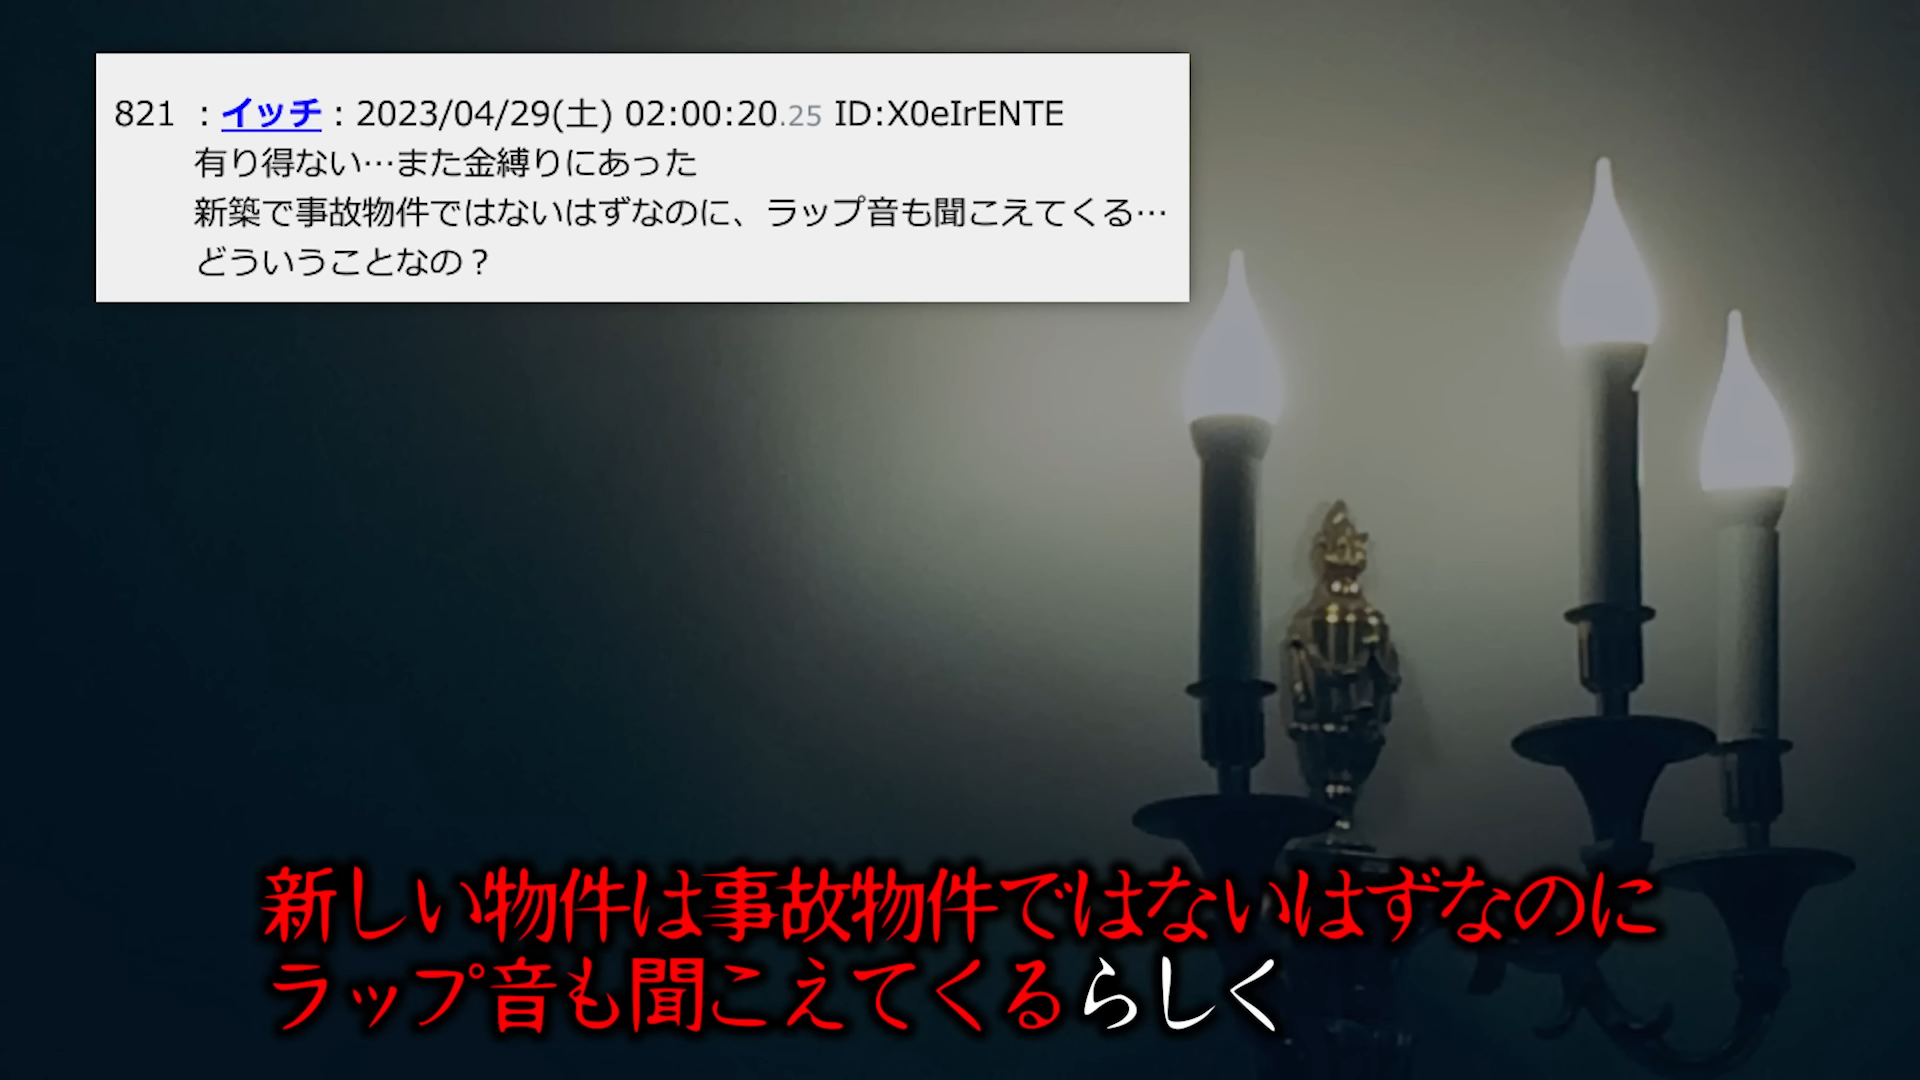 821 : イッチ : 2023/04/29(土) 02:00:20.25 ID:X0eIrENTE
有り得ない…また金縛りにあった
新築で事故物件ではないはずなのに、ラップ音も聞こえてくる…
どういうことなの？
新しい物件は事故物件ではないはずなのに
ラップ音も聞こえてくるらしく